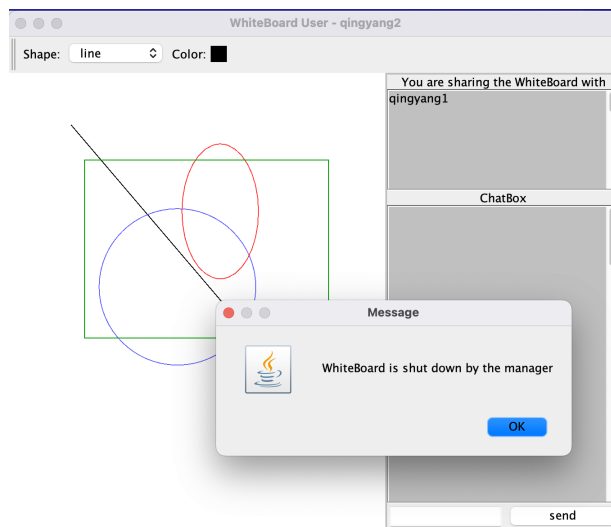 WhiteBoard User - qingyang2
Shape: line Color:
You are sharing the WhiteBoard with
qingyang1
ChatBox
Message
WhiteBoard is shut down by the manager
OK
send